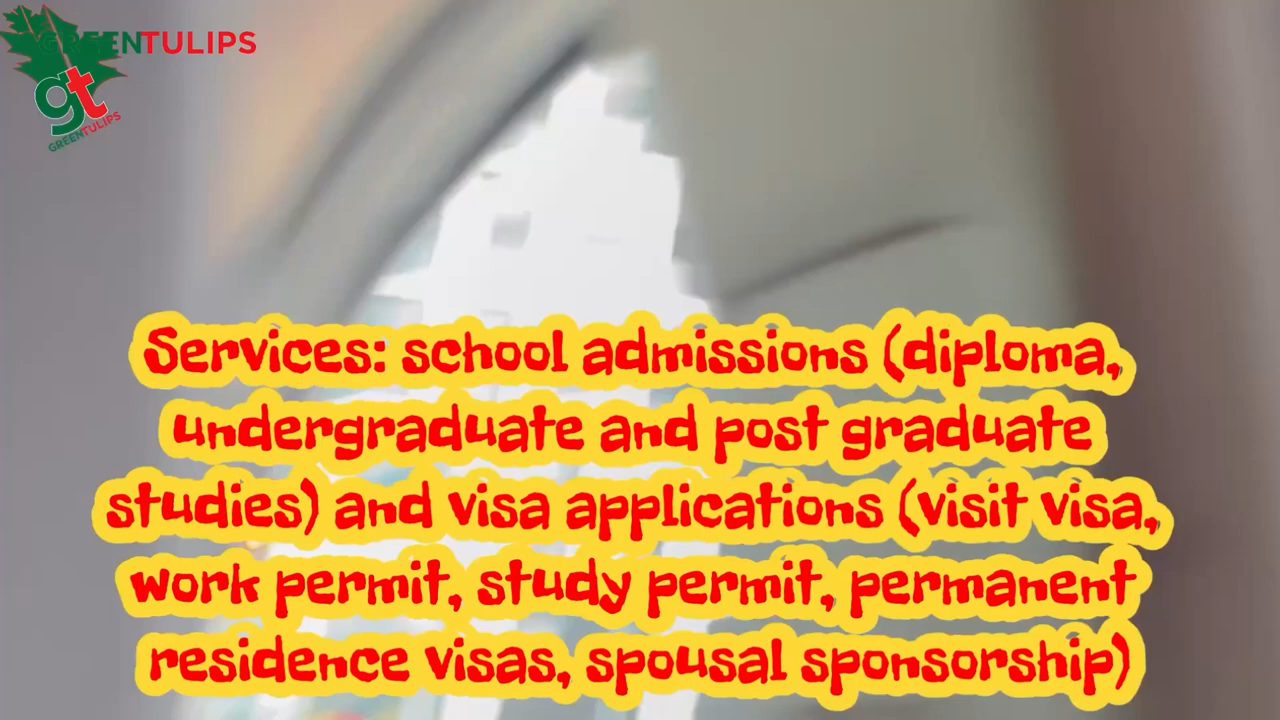 GREENTULIPS
gt
GREENTULIPS
Services: school admissions (diploma,
undergraduate and post graduate
studies) and visa applications (visit visa,
work permit, study permit, permanent
residence visas, spousal sponsorship)